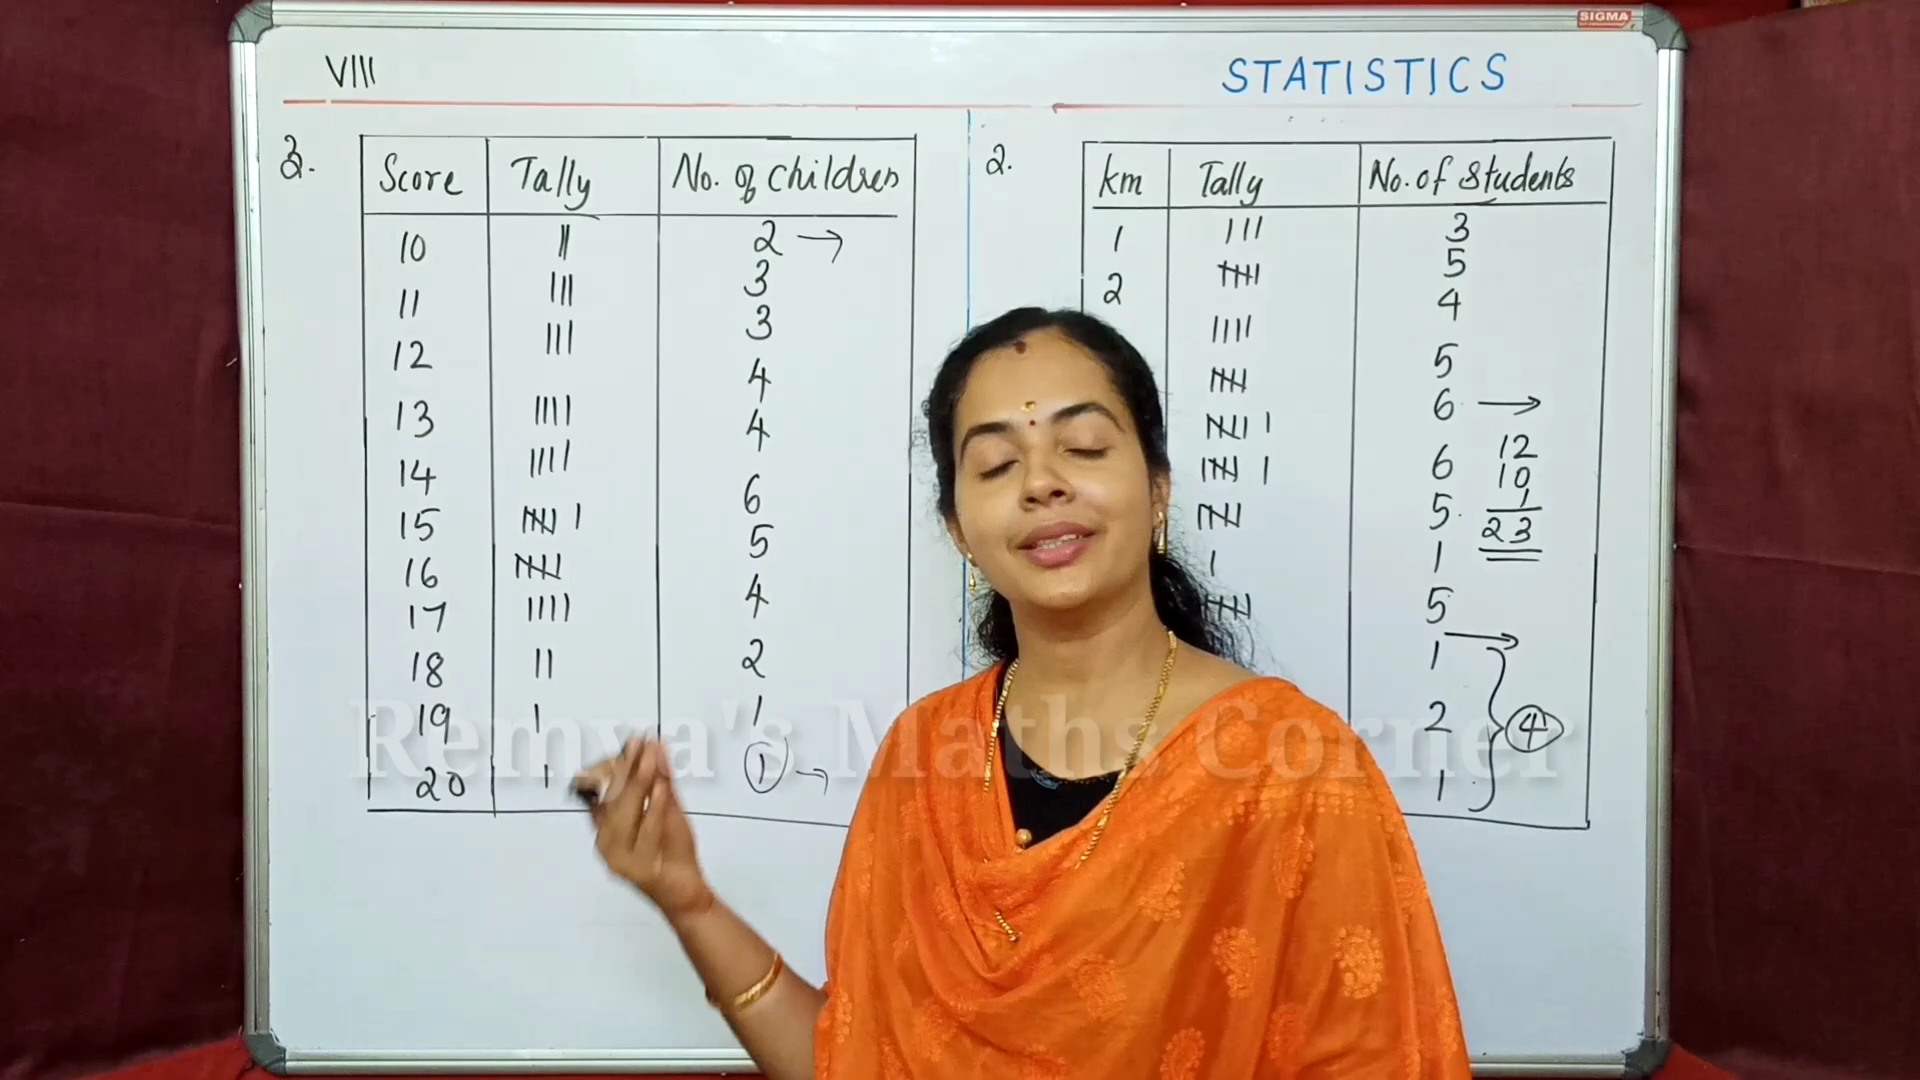 SIGMA
VIII
STATISTICS
3.
Score Tally No. of Children
10 || 2 →
11 ||| 3
12 ||| 3
13 |||| 4
14 |||| 4
15 𝍸 | 6
16 𝍸 5
17 |||| 4
18 || 2
19 | 1
20 | 1 →
2.
km Tally No. of Students
1 ||| 3
2 𝍸 5
|||| 4
𝍸 5
𝍸 | 6 →
𝍸 | 6
𝍸 5
| 1
𝍸 5
1
2
1
12
10
1
23
4
Remya's Maths Corner